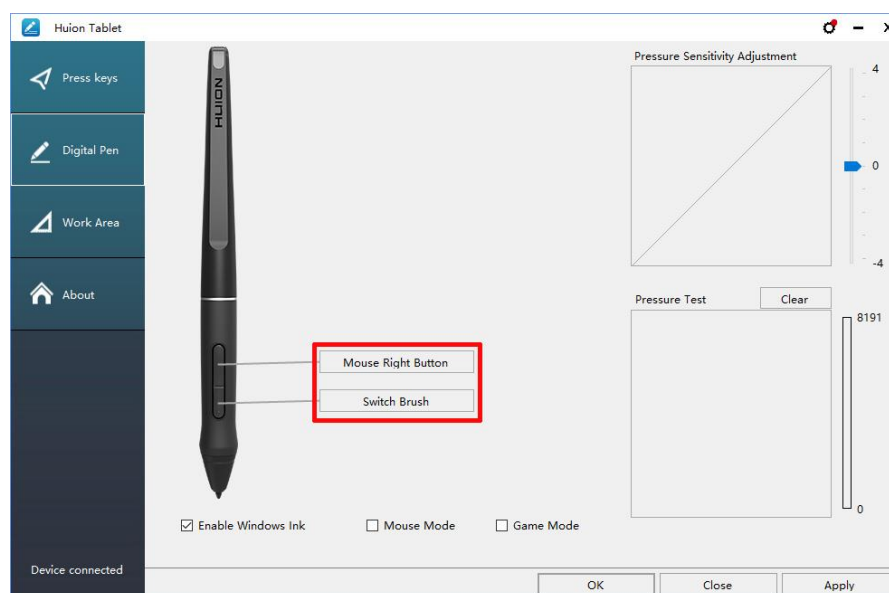 Huion Tablet
Press keys
Digital Pen
Work Area
About
Device connected
HUION
Mouse Right Button
Switch Brush
Enable Windows Ink
Mouse Mode
Game Mode
Pressure Sensitivity Adjustment
4
0
-4
Pressure Test
Clear
8191
0
OK
Close
Apply